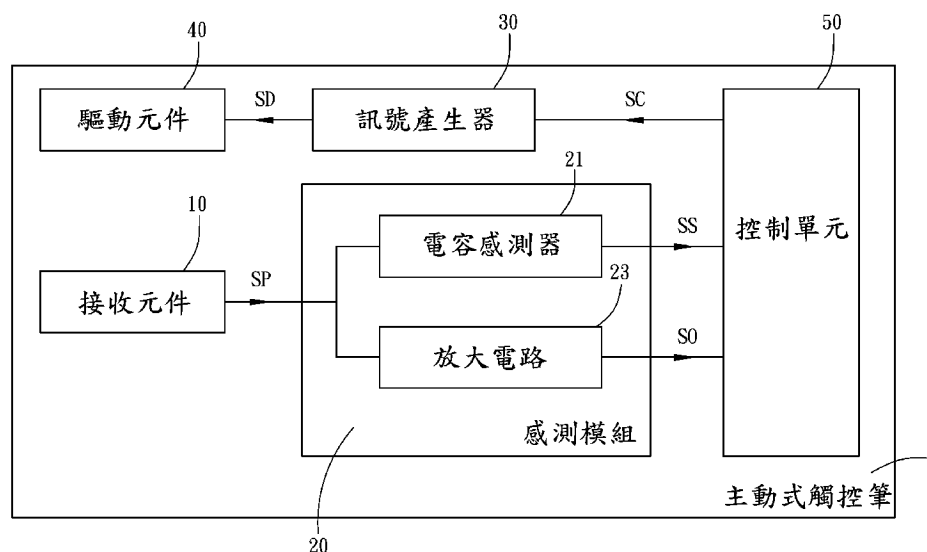 40
30
50
驅動元件
SD
訊號產生器
SC
21
10
電容感測器
SS
控制單元
接收元件
SP
23
放大電路
SO
感測模組
主動式觸控筆
20